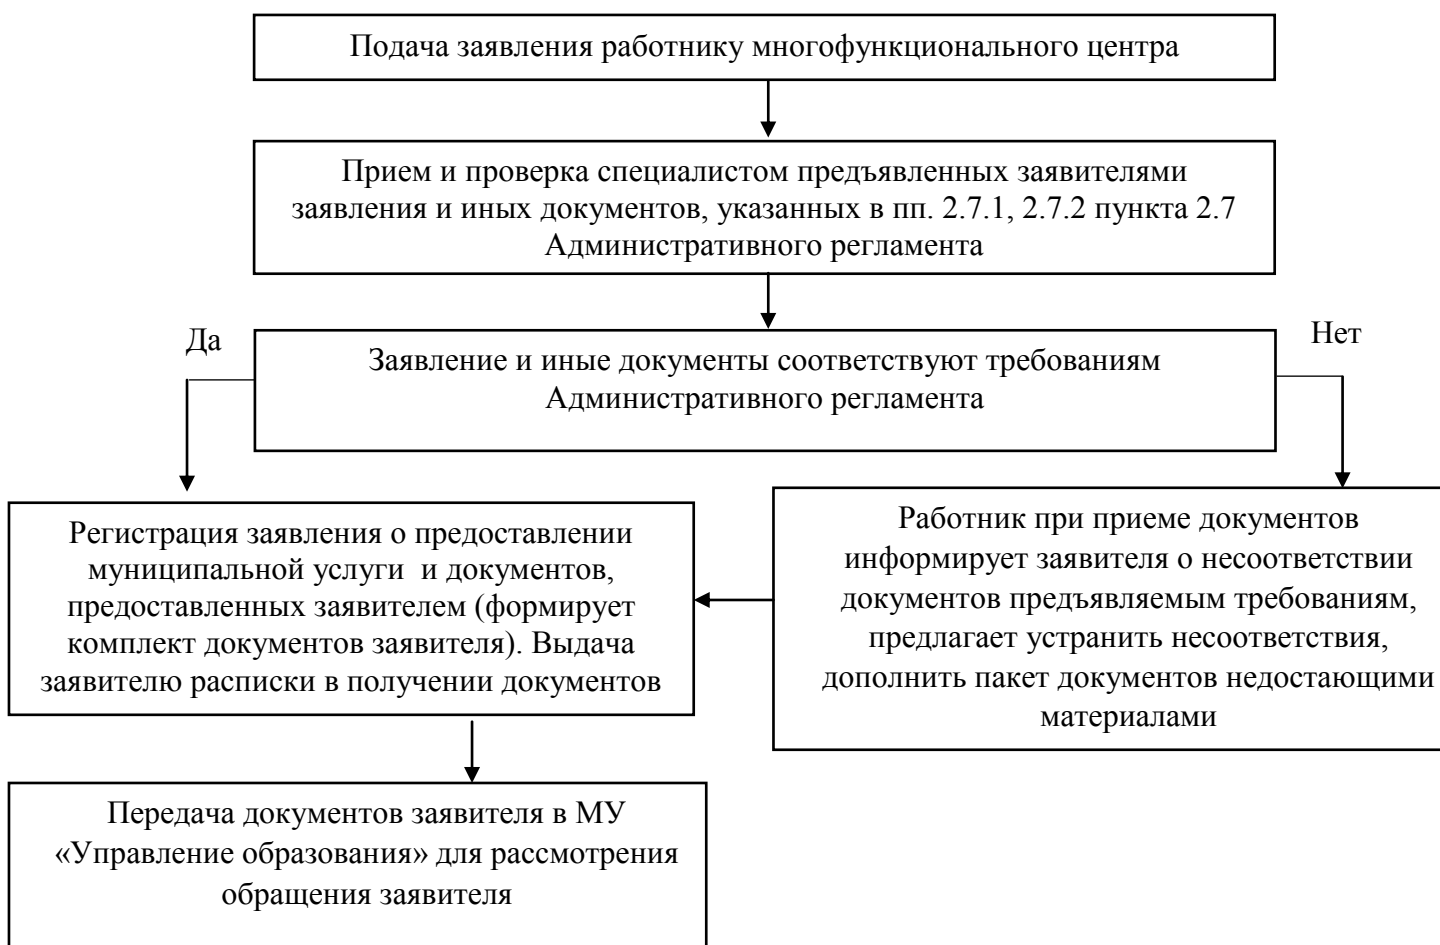 Подача заявления работнику многофункционального центра
Прием и проверка специалистом предъявленных заявителями
заявления и иных документов, указанных в пп. 2.7.1, 2.7.2 пункта 2.7
Административного регламента
Да
Нет
Заявление и иные документы соответствуют требованиям
Административного регламента
Регистрация заявления о предоставлении
муниципальной услуги  и документов,
предоставленных заявителем (формирует
комплект документов заявителя). Выдача
заявителю расписки в получении документов
Работник при приеме документов
информирует заявителя о несоответствии
документов предъявляемым требованиям,
предлагает устранить несоответствия,
дополнить пакет документов недостающими
материалами
Передача документов заявителя в МУ
«Управление образования» для рассмотрения
обращения заявителя